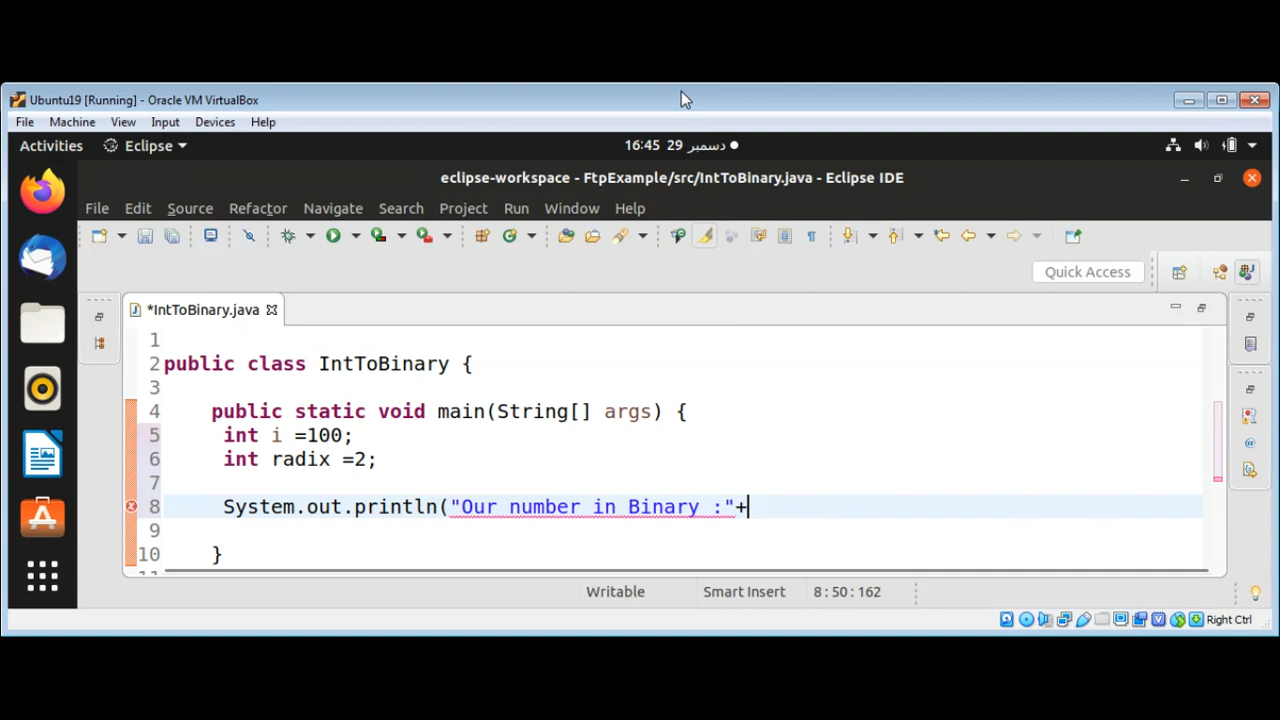 Ubuntu19 [Running] - Oracle VM VirtualBox
File Machine View Input Devices Help
Activities Eclipse 16:45 29 دسمبر
eclipse-workspace - FtpExample/src/IntToBinary.java - Eclipse IDE
File Edit Source Refactor Navigate Search Project Run Window Help
Quick Access
*IntToBinary.java
1
2 public class IntToBinary {
3
4 public static void main(String[] args) {
5 int i =100;
6 int radix =2;
7
8 System.out.println("Our number in Binary :"+
9
10 }
Writable Smart Insert 8:50:162
Right Ctrl